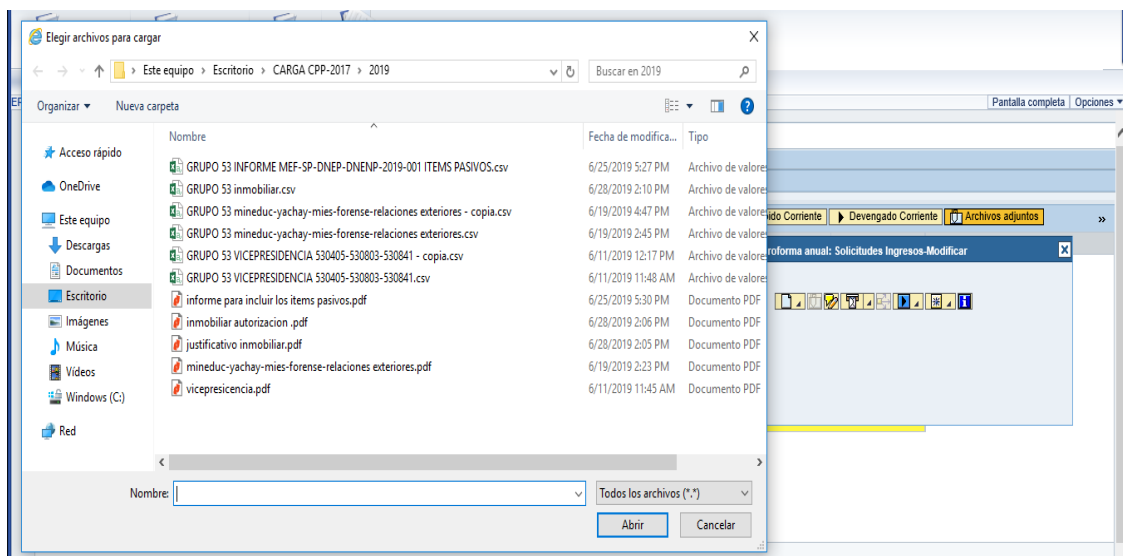 Elegir archivos para cargar
Este equipo > Escritorio > CARGA CPP-2017 > 2019
Buscar en 2019
Organizar
Nueva carpeta
Pantalla completa
Opciones
Nombre
Fecha de modifica...
Tipo
Acceso rápido
OneDrive
Este equipo
Descargas
Documentos
Escritorio
Imágenes
Música
Vídeos
Windows (C:)
Red
GRUPO 53 INFORME MEF-SP-DNEP-DNENP-2019-001 ITEMS PASIVOS.csv 6/25/2019 5:27 PM Archivo de valores
GRUPO 53 inmobiliar.csv 6/28/2019 2:10 PM Archivo de valores
GRUPO 53 mineduc-yachay-mies-forense-relaciones exteriores - copia.csv 6/19/2019 4:47 PM Archivo de valores
GRUPO 53 mineduc-yachay-mies-forense-relaciones exteriores.csv 6/19/2019 2:45 PM Archivo de valores
GRUPO 53 VICEPRESIDENCIA 530405-530803-530841 - copia.csv 6/11/2019 12:17 PM Archivo de valores
GRUPO 53 VICEPRESIDENCIA 530405-530803-530841.csv 6/11/2019 11:48 AM Archivo de valores
informe para incluir los items pasivos.pdf 6/25/2019 5:30 PM Documento PDF
inmobiliar autorizacion .pdf 6/28/2019 2:06 PM Documento PDF
justificativo inmobiliar.pdf 6/28/2019 2:05 PM Documento PDF
mineduc-yachay-mies-forense-relaciones exteriores.pdf 6/19/2019 2:23 PM Documento PDF
vicepresicencia.pdf 6/11/2019 11:45 AM Documento PDF
ido Corriente
Devengado Corriente
Archivos adjuntos
»
roforma anual: Solicitudes Ingresos-Modificar
Nombre:
Todos los archivos (*.*)
Abrir
Cancelar